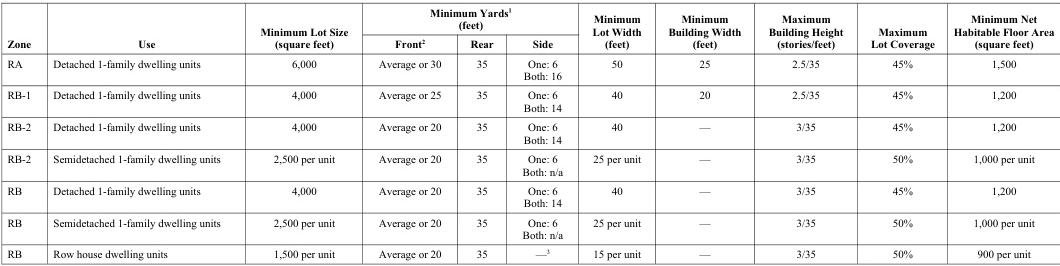 Zone Use Minimum Lot Size (square feet) Minimum Yards¹ (feet) Minimum Lot Width (feet) Minimum Building Width (feet) Maximum Building Height (stories/feet) Maximum Lot Coverage Minimum Net Habitable Floor Area (square feet)
Front² Rear Side
RA Detached 1-family dwelling units 6,000 Average or 30 35 One: 6 50 25 2.5/35 45% 1,500
Both: 16
RB-1 Detached 1-family dwelling units 4,000 Average or 25 35 One: 6 40 20 2.5/35 45% 1,200
Both: 14
RB-2 Detached 1-family dwelling units 4,000 Average or 20 35 One: 6 40 — 3/35 45% 1,200
Both: 14
RB-2 Semidetached 1-family dwelling units 2,500 per unit Average or 20 35 One: 6 25 per unit — 3/35 50% 1,000 per unit
Both: n/a
RB Detached 1-family dwelling units 4,000 Average or 20 35 One: 6 40 — 3/35 45% 1,200
Both: 14
RB Semidetached 1-family dwelling units 2,500 per unit Average or 20 35 One: 6 25 per unit — 3/35 50% 1,000 per unit
Both: n/a
RB Row house dwelling units 1,500 per unit Average or 20 35 —³ 15 per unit — 3/35 50% 900 per unit